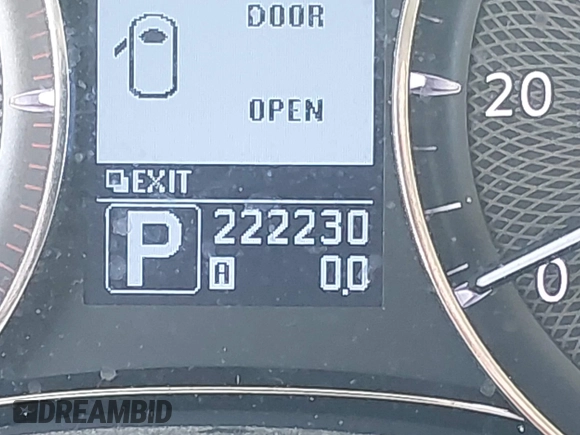 DOOR
OPEN
EXIT
P 222230
A 0.0
20
0
DREAMBID